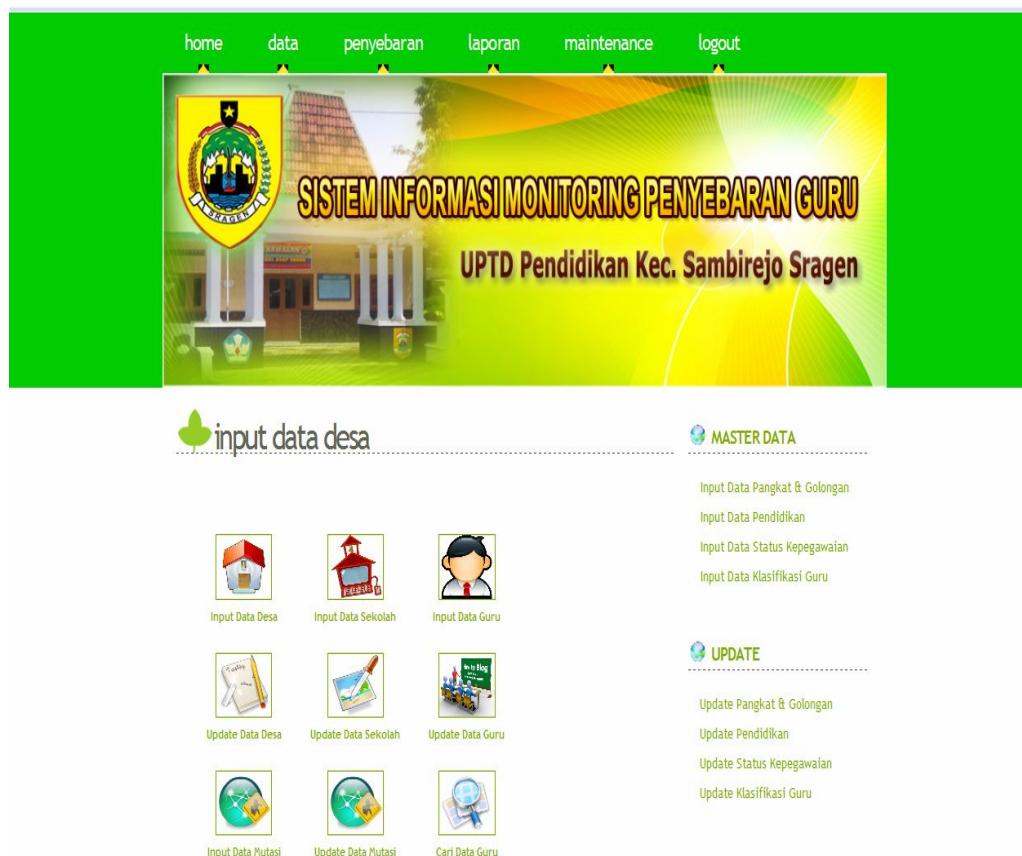 home data penyebaran laporan maintenance logout
SRAGEN
SISTEM INFORMASI MONITORING PENYEBARAN GURU
UPTD Pendidikan Kec. Sambirejo Sragen
input data desa
Input Data Desa Input Data Sekolah Input Data Guru
Update Data Desa Update Data Sekolah Update Data Guru
Input Data Mutasi Update Data Mutasi Cari Data Guru
MASTER DATA
Input Data Pangkat & Golongan
Input Data Pendidikan
Input Data Status Kepegawaian
Input Data Klasifikasi Guru
UPDATE
Update Pangkat & Golongan
Update Pendidikan
Update Status Kepegawaian
Update Klasifikasi Guru